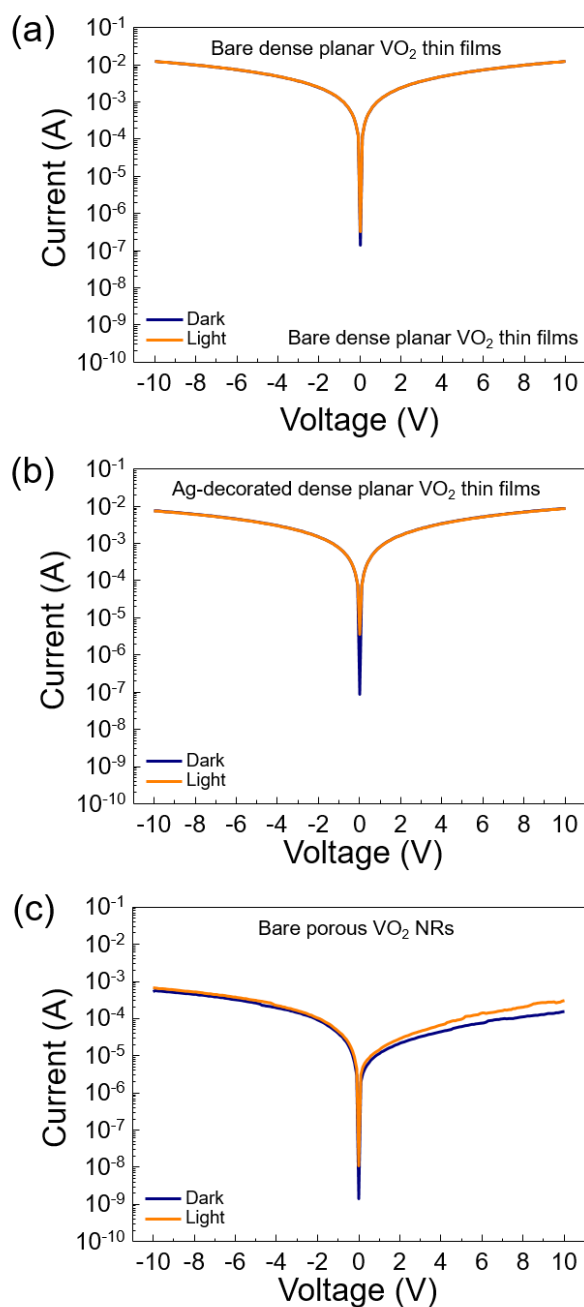 (a)
Bare dense planar VO₂ thin films
Current (A)
10⁻¹
10⁻²
10⁻³
10⁻⁴
10⁻⁵
10⁻⁶
10⁻⁷
10⁻⁸
10⁻⁹
10⁻¹⁰
Dark
Light
Bare dense planar VO₂ thin films
-10 -8 -6 -4 -2 0 2 4 6 8 10
Voltage (V)
(b)
Ag-decorated dense planar VO₂ thin films
Current (A)
10⁻¹
10⁻²
10⁻³
10⁻⁴
10⁻⁵
10⁻⁶
10⁻⁷
10⁻⁸
10⁻⁹
10⁻¹⁰
Dark
Light
-10 -8 -6 -4 -2 0 2 4 6 8 10
Voltage (V)
(c)
Bare porous VO₂ NRs
Current (A)
10⁻¹
10⁻²
10⁻³
10⁻⁴
10⁻⁵
10⁻⁶
10⁻⁷
10⁻⁸
10⁻⁹
10⁻¹⁰
Dark
Light
-10 -8 -6 -4 -2 0 2 4 6 8 10
Voltage (V)